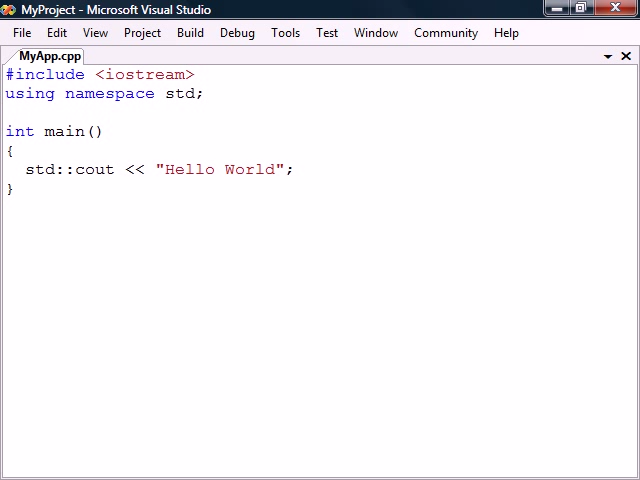 MyProject - Microsoft Visual Studio
File Edit View Project Build Debug Tools Test Window Community Help
MyApp.cpp
#include <iostream>
using namespace std;
int main()
{
  std::cout << "Hello World";
}